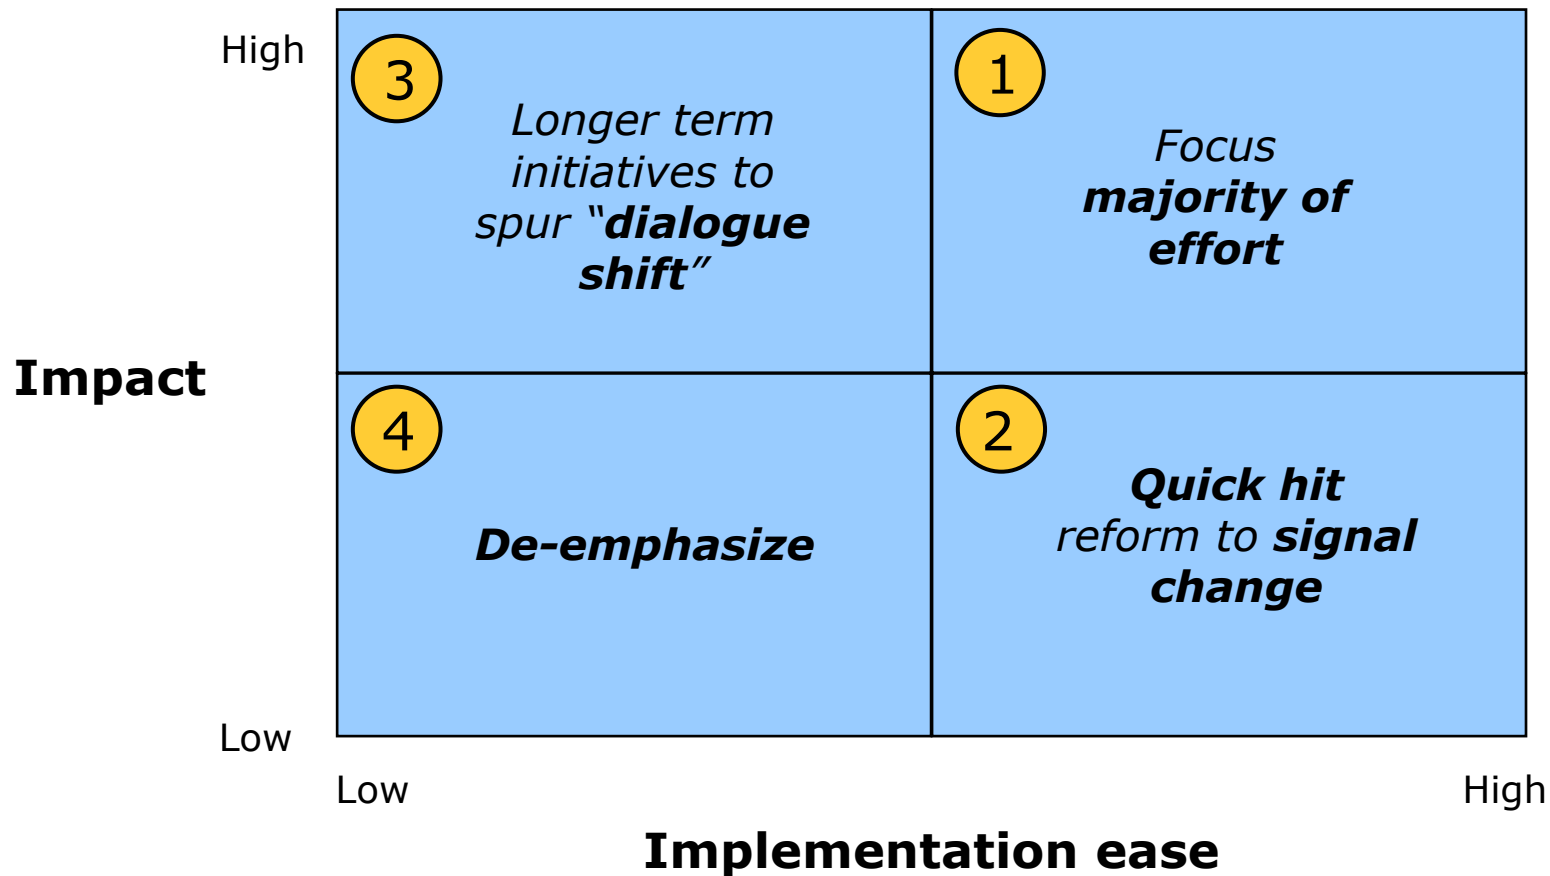 High
3
Longer term
initiatives to
spur “dialogue
shift”
1
Focus
majority of
effort
Impact
4
De-emphasize
2
Quick hit
reform to signal
change
Low
Low
High
Implementation ease